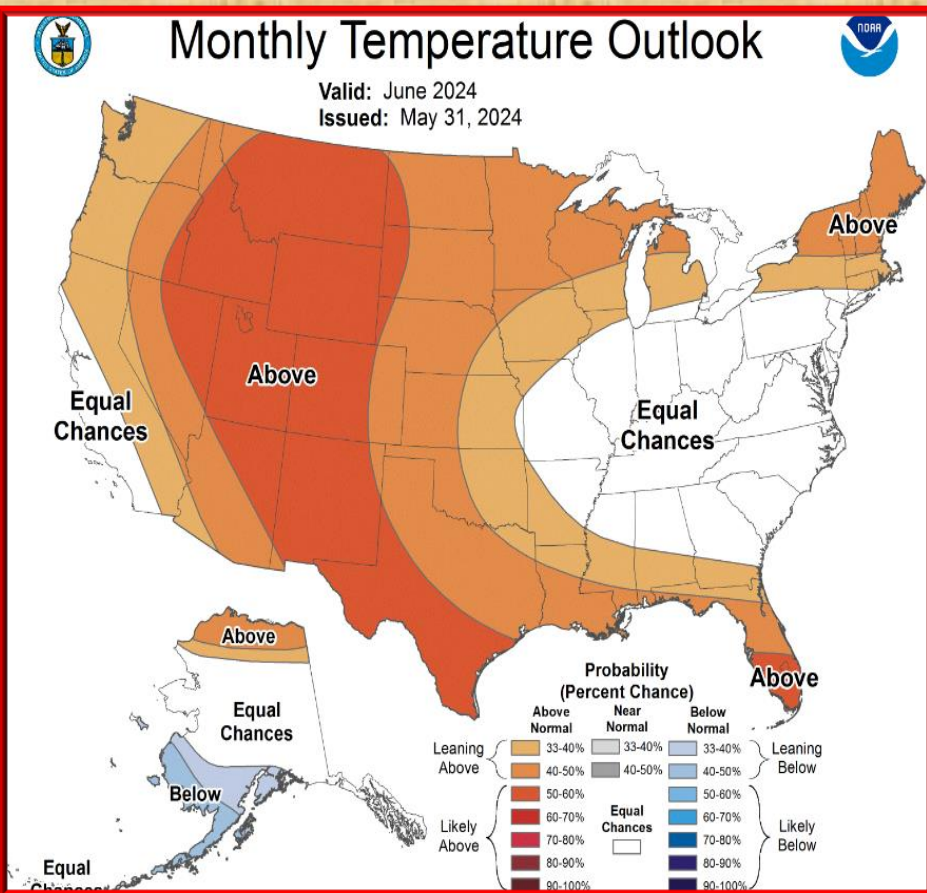 NOAA
Monthly Temperature Outlook
Valid: June 2024
Issued: May 31, 2024
Above
Above
Equal
Chances
Equal
Chances
Above
Above
Equal
Chances
Below
Equal
Chances
Probability
(Percent Chance)
Above
Normal
Near
Normal
Below
Normal
Leaning
Above
33-40%
33-40%
33-40%
Leaning
Below
40-50%
40-50%
40-50%
Likely
Above
50-60%
60-70%
70-80%
80-90%
90-100%
Equal
Chances
50-60%
60-70%
70-80%
80-90%
90-100%
Likely
Below